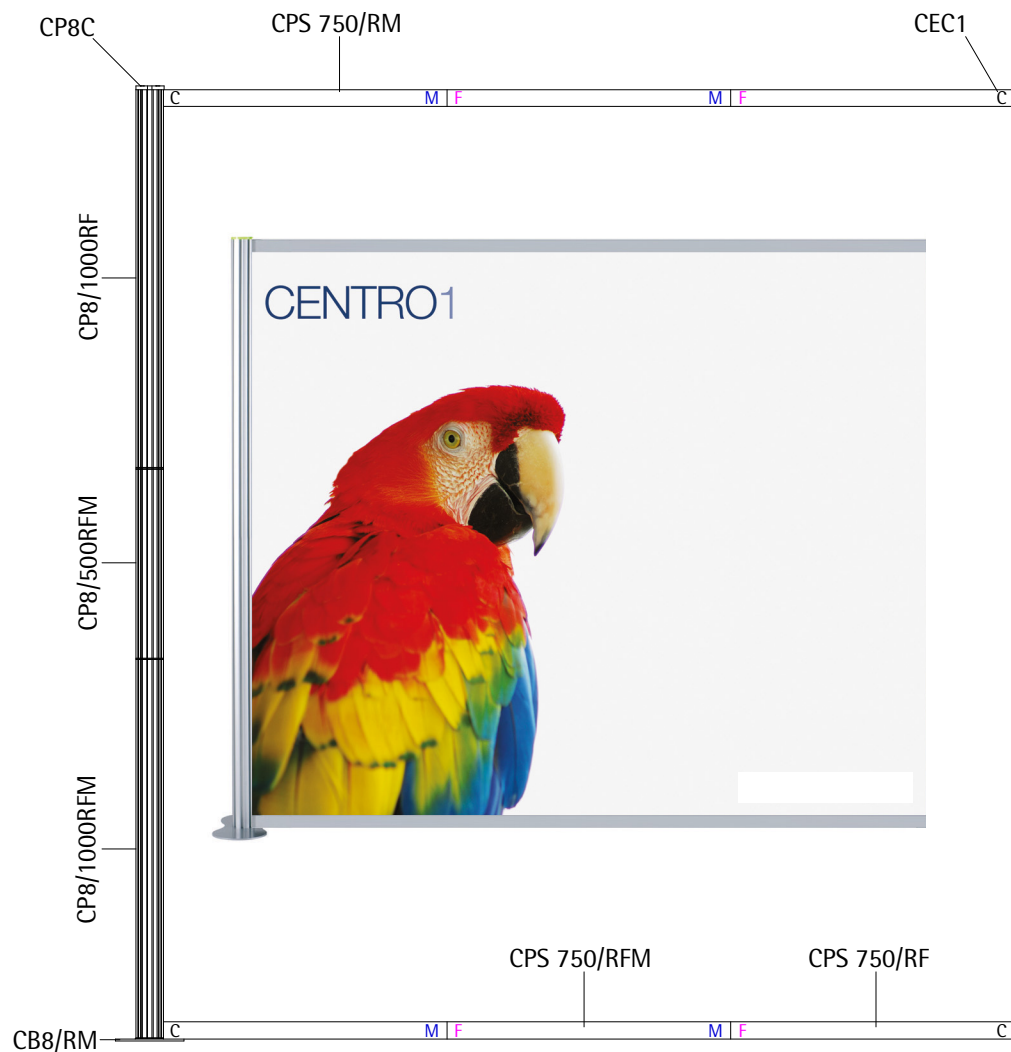 CP8C
CPS 750/RM
CEC1
C
M
F
M
F
C
CP8/1000RF
CENTRO1
CP8/500RFM
CP8/1000RFM
CPS 750/RFM
CPS 750/RF
CB8/RM
C
M
F
M
F
C